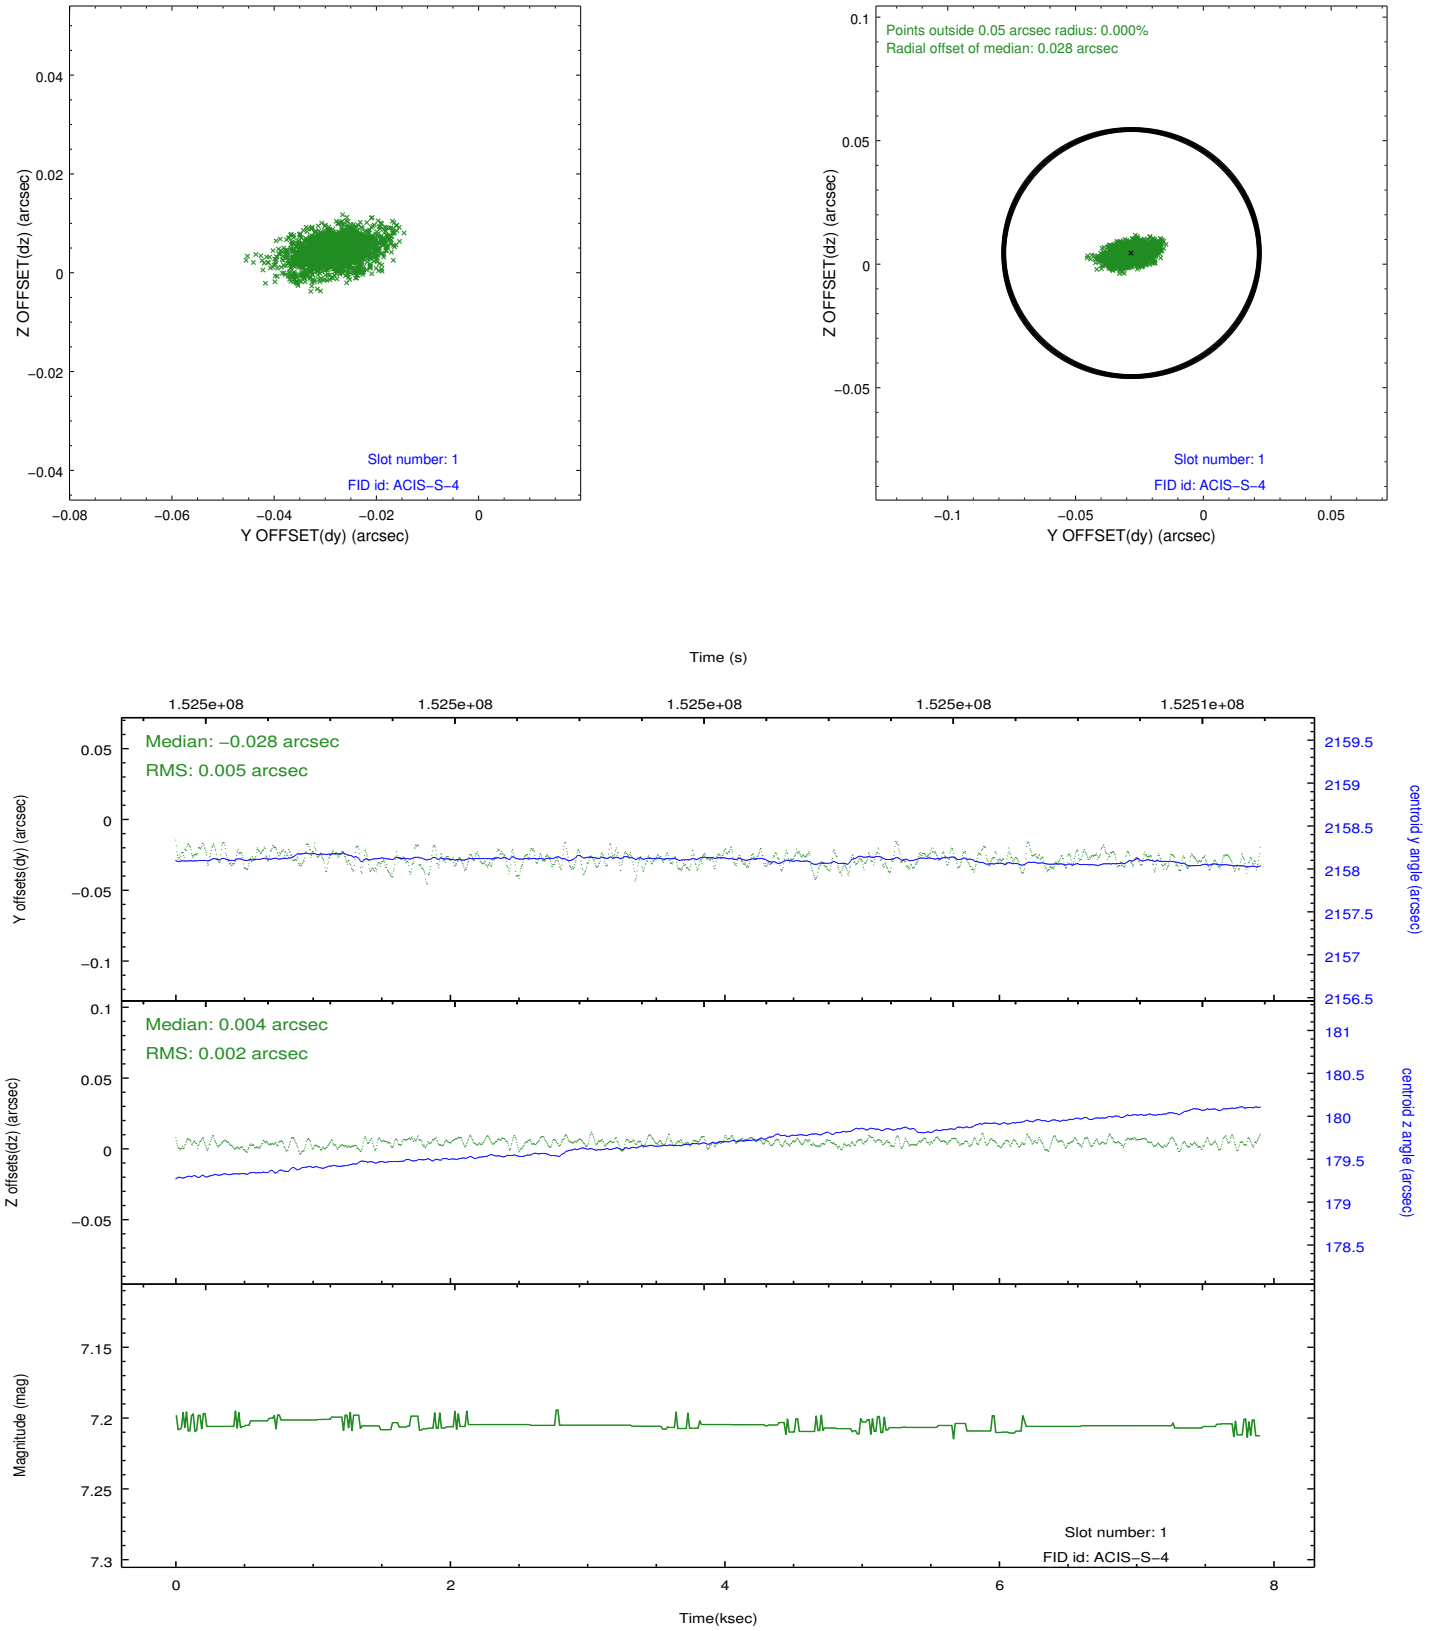 0.04
0.02
0
−0.02
−0.04
Z OFFSET(dz) (arcsec)
Slot number: 1
FID id: ACIS−S−4
−0.08
−0.06
−0.04
−0.02
0
Y OFFSET(dy) (arcsec)
Points outside 0.05 arcsec radius: 0.000%
Radial offset of median: 0.028 arcsec
0.1
0.05
0
−0.05
Z OFFSET(dz) (arcsec)
Slot number: 1
FID id: ACIS−S−4
−0.1
−0.05
0
0.05
Y OFFSET(dy) (arcsec)
Time (s)
1.525e+08
1.525e+08
1.525e+08
1.525e+08
1.5251e+08
Median: −0.028 arcsec
RMS: 0.005 arcsec
0.05
0
−0.05
−0.1
Y offsets(dy) (arcsec)
2159.5
2159
2158.5
2158
2157.5
2157
2156.5
centroid y angle (arcsec)
Median: 0.004 arcsec
RMS: 0.002 arcsec
0.1
0.05
0
−0.05
Z offsets(dz) (arcsec)
181
180.5
180
179.5
179
178.5
centroid z angle (arcsec)
7.15
7.2
7.25
7.3
Magnitude (mag)
Slot number: 1
FID id: ACIS−S−4
0
2
4
6
8
Time(ksec)